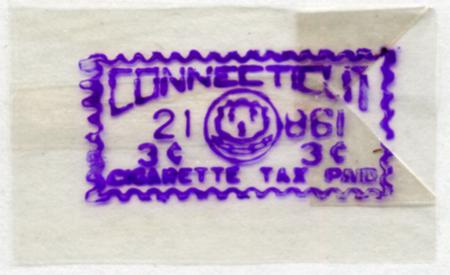 CONNECTICUT
21 861
3¢ 3¢
CIGARETTE TAX PAID